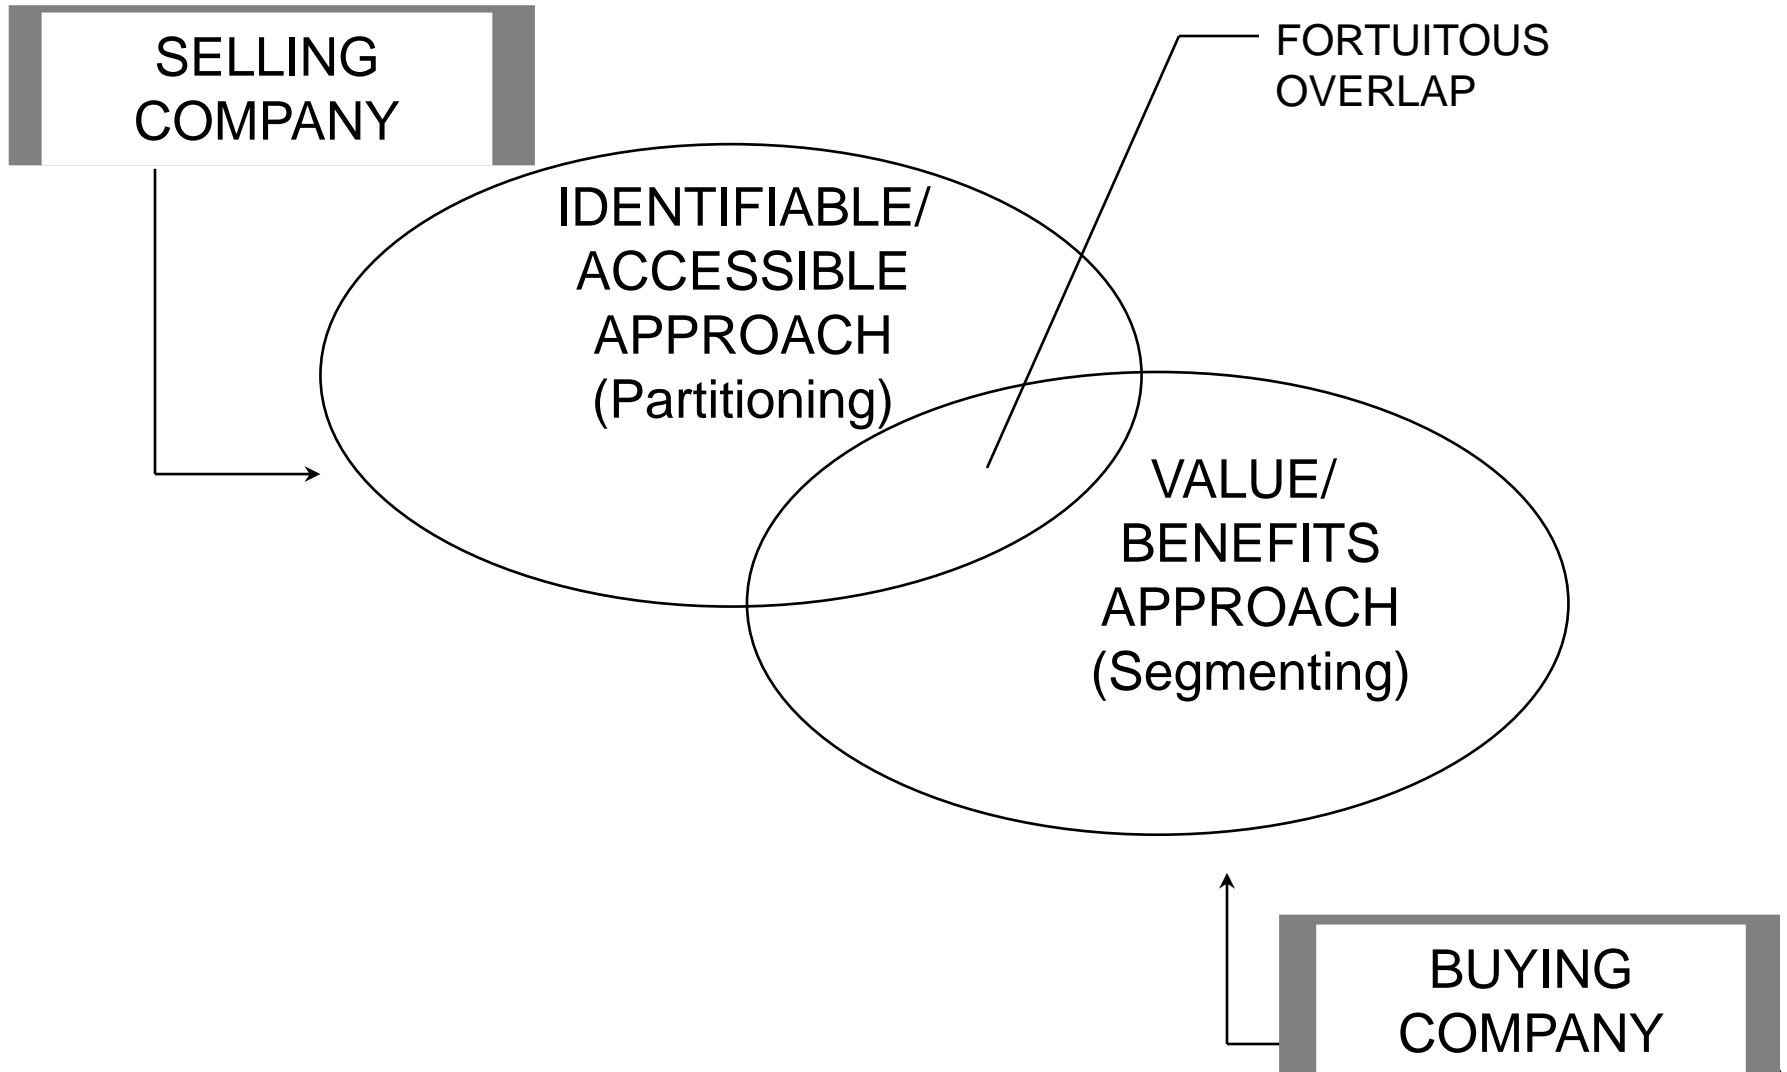 SELLING
COMPANY
FORTUITOUS
OVERLAP
IDENTIFIABLE/
ACCESSIBLE
APPROACH
(Partitioning)
VALUE/
BENEFITS
APPROACH
(Segmenting)
BUYING
COMPANY